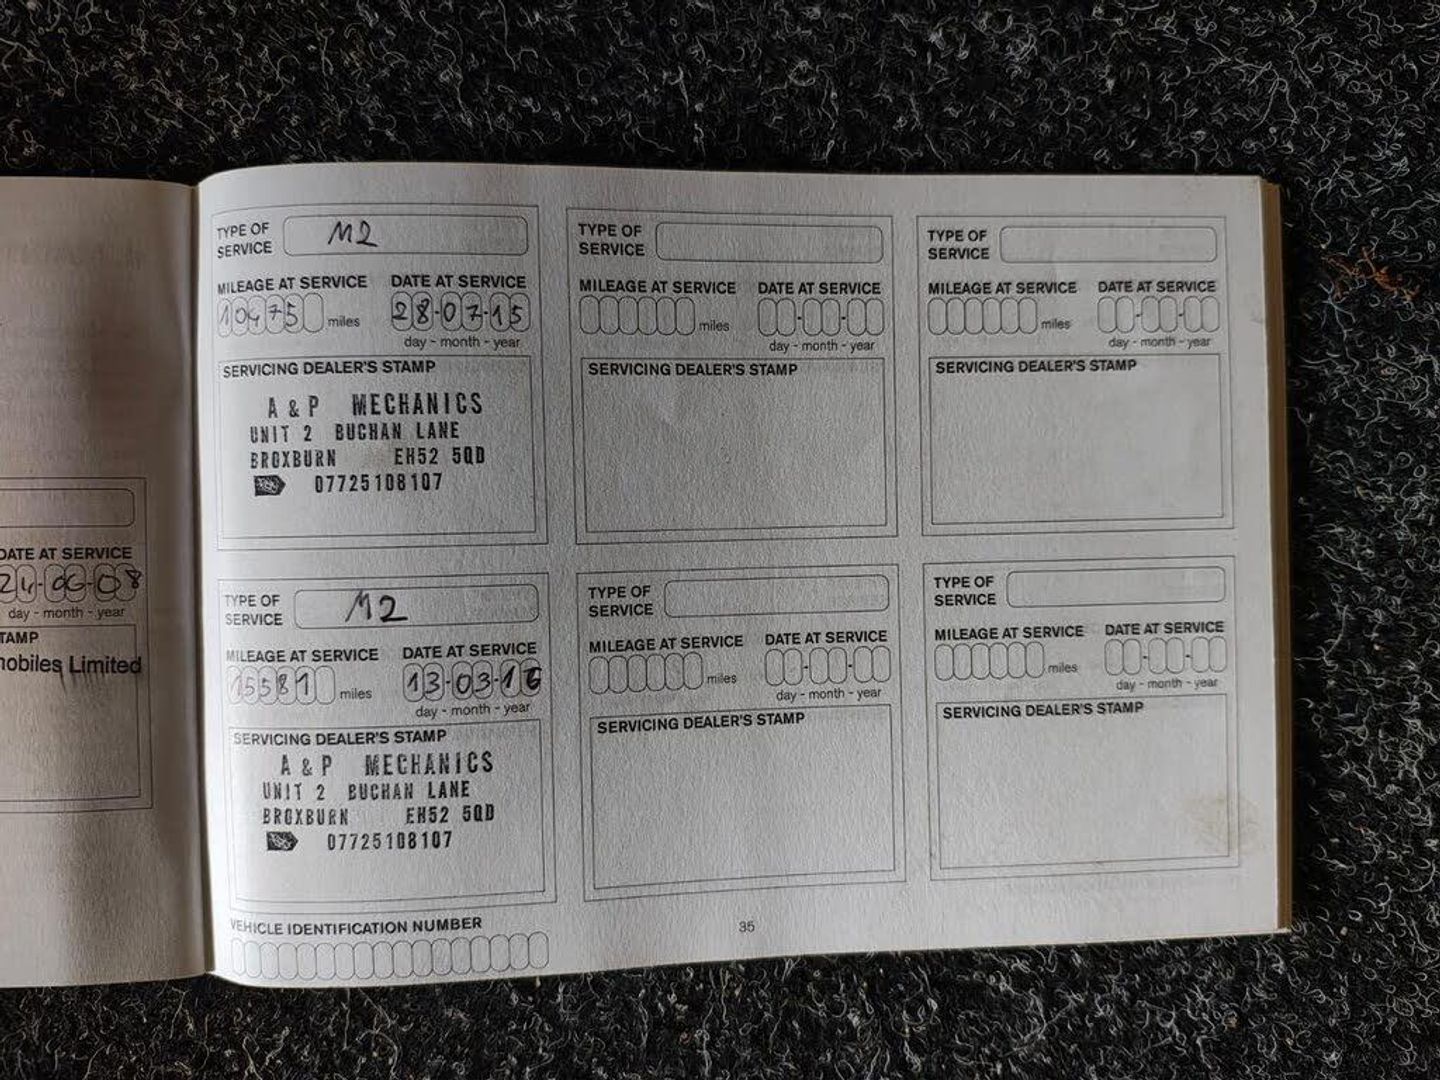 DATE AT SERVICE
24-06-08
day - month - year
TAMP
nobiles Limited
TYPE OF
SERVICE
M2
MILEAGE AT SERVICE
DATE AT SERVICE
10475
miles
28-07-15
day - month - year
SERVICING DEALER'S STAMP
A & P MECHANICS
UNIT 2 BUCHAN LANE
BROXBURN EH52 5QD
07725108107
TYPE OF
SERVICE
M2
MILEAGE AT SERVICE
DATE AT SERVICE
15581
miles
13-03-16
day - month - year
SERVICING DEALER'S STAMP
A & P MECHANICS
UNIT 2 BUCHAN LANE
BROXBURN EH52 5QD
07725108107
VEHICLE IDENTIFICATION NUMBER
TYPE OF
SERVICE
MILEAGE AT SERVICE
DATE AT SERVICE
miles
day - month - year
SERVICING DEALER'S STAMP
TYPE OF
SERVICE
MILEAGE AT SERVICE
DATE AT SERVICE
miles
day - month - year
SERVICING DEALER'S STAMP
TYPE OF
SERVICE
MILEAGE AT SERVICE
DATE AT SERVICE
miles
day - month - year
SERVICING DEALER'S STAMP
TYPE OF
SERVICE
MILEAGE AT SERVICE
DATE AT SERVICE
miles
day - month - year
SERVICING DEALER'S STAMP
35